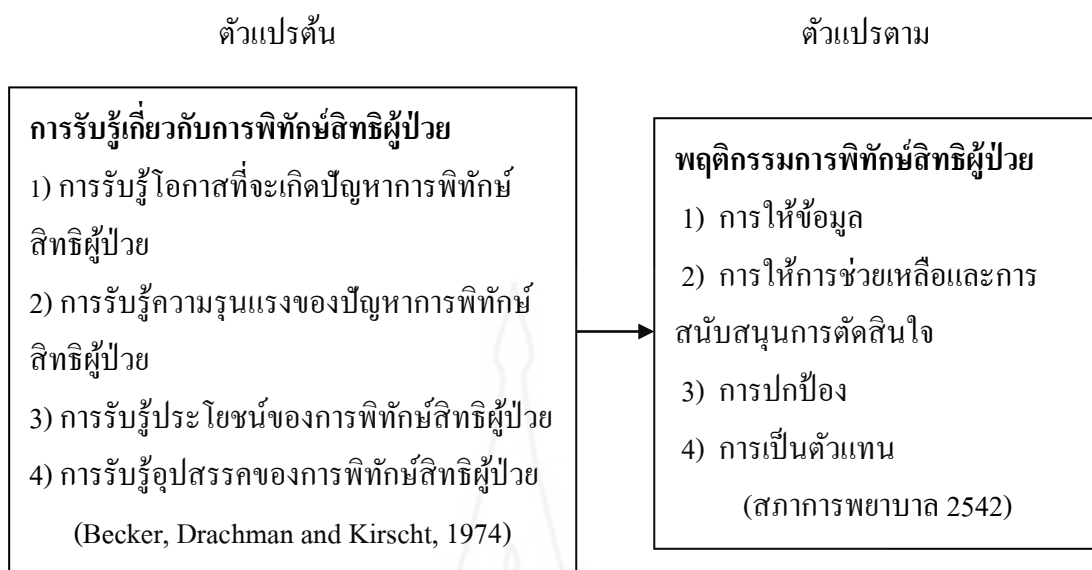 ตัวแปรต้น
ตัวแปรตาม
การรับรู้เกี่ยวกับการพิทักษ์สิทธิผู้ป่วย
1) การรับรู้โอกาสที่จะเกิดปัญหาการพิทักษ์
สิทธิผู้ป่วย
2) การรับรู้ความรุนแรงของปัญหาการพิทักษ์
สิทธิผู้ป่วย
3) การรับรู้ประโยชน์ของการพิทักษ์สิทธิผู้ป่วย
4) การรับรู้อุปสรรคของการพิทักษ์สิทธิผู้ป่วย
(Becker, Drachman and Kirscht, 1974)
พฤติกรรมการพิทักษ์สิทธิผู้ป่วย
1) การให้ข้อมูล
2) การให้การช่วยเหลือและการ
สนับสนุนการตัดสินใจ
3) การปกป้อง
4) การเป็นตัวแทน
(สภาการพยาบาล 2542)